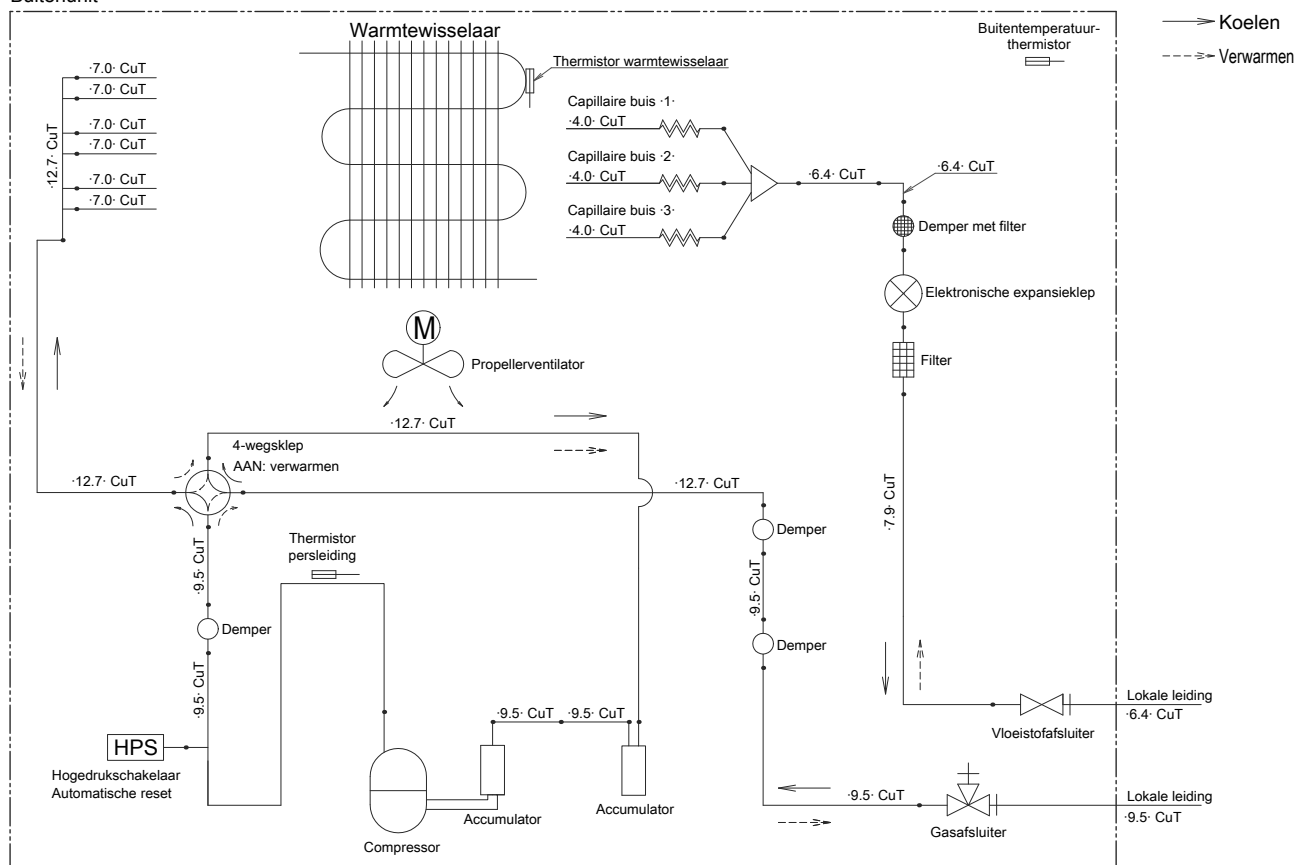 Buitenunit
Warmtewisselaar
Buitentemperatuur-
thermistor
Koelen
Verwarmen
Thermistor warmtewisselaar
·7.0· CuT
·7.0· CuT
·7.0· CuT
·7.0· CuT
·7.0· CuT
·7.0· CuT
·12.7· CuT
Capillaire buis ·1·
·4.0· CuT
Capillaire buis ·2·
·4.0· CuT
Capillaire buis ·3·
·4.0· CuT
·6.4· CuT
·6.4· CuT
Demper met filter
Elektronische expansieklep
Filter
M
Propellerventilator
·12.7· CuT
4-wegsklep
AAN: verwarmen
·12.7· CuT
·12.7· CuT
·7.9· CuT
·9.5· CuT
Thermistor
persleiding
Demper
·9.5· CuT
Demper
·9.5· CuT
Demper
·9.5· CuT
·9.5· CuT
HPS
Hogedrukschakelaar
Automatische reset
Accumulator
Compressor
Accumulator
Lokale leiding
·6.4· CuT
Vloeistofafsluiter
·9.5· CuT
Gasafsluiter
Lokale leiding
·9.5· CuT